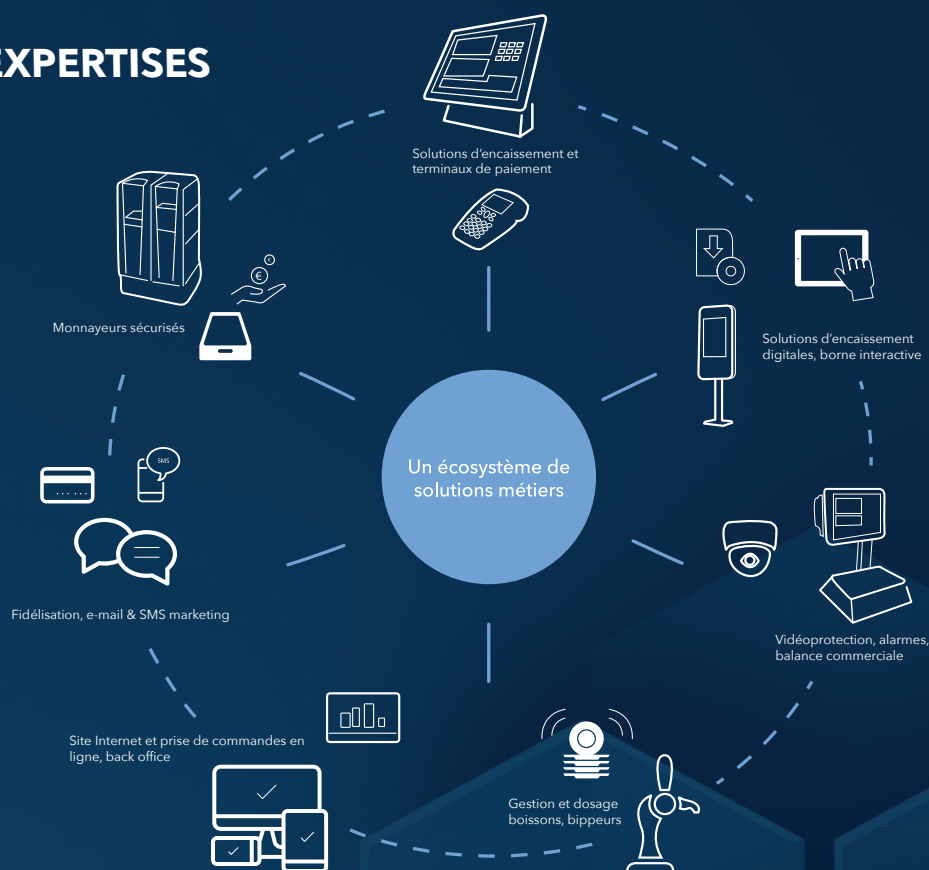 EXPERTISES
Solutions d'encaissement et
terminaux de paiement
Monnayeurs sécurisés
€
€
Solutions d'encaissement
digitales, borne interactive
Un écosystème de
solutions métiers
SMS
Fidélisation, e-mail & SMS marketing
Vidéoprotection, alarmes,
balance commerciale
Site Internet et prise de commandes en
ligne, back office
Gestion et dosage
boissons, bippeurs